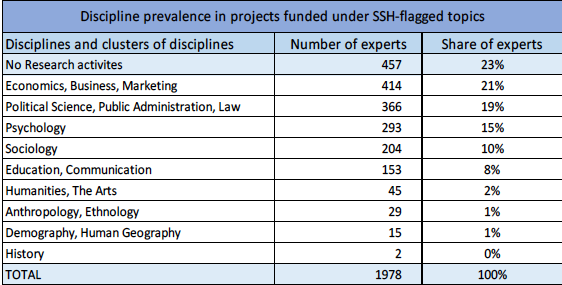 Discipline prevalence in projects funded under SSH-flagged topics
Disciplines and clusters of disciplines Number of experts Share of experts
No Research activites 457 23%
Economics, Business, Marketing 414 21%
Political Science, Public Administration, Law 366 19%
Psychology 293 15%
Sociology 204 10%
Education, Communication 153 8%
Humanities, The Arts 45 2%
Anthropology, Ethnology 29 1%
Demography, Human Geography 15 1%
History 2 0%
TOTAL 1978 100%